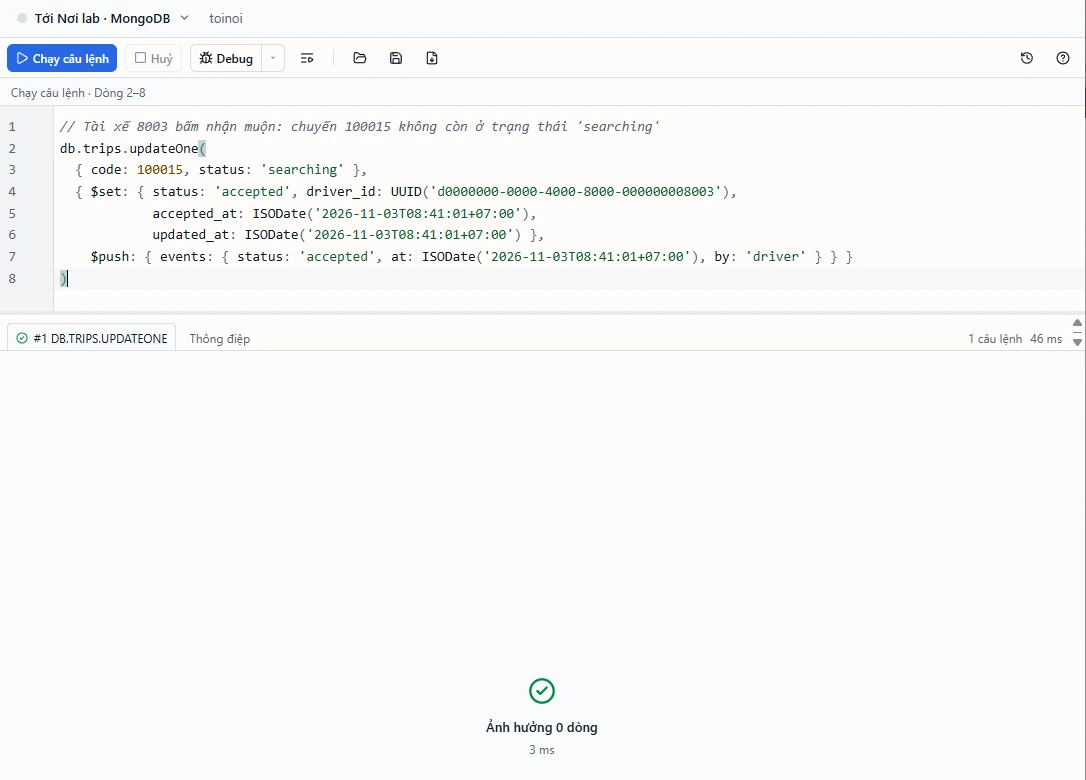 Tới Nơi lab · MongoDB toinoi
Chạy câu lệnh Huỷ Debug
Chạy câu lệnh · Dòng 2–8
1 // Tài xế 8003 bấm nhận muộn: chuyến 100015 không còn ở trạng thái 'searching'
2 db.trips.updateOne(
3 { code: 100015, status: 'searching' },
4 { $set: { status: 'accepted', driver_id: UUID('d0000000-0000-4000-8000-000000008003'),
5 accepted_at: ISODate('2026-11-03T08:41:01+07:00'),
6 updated_at: ISODate('2026-11-03T08:41:01+07:00') },
7 $push: { events: { status: 'accepted', at: ISODate('2026-11-03T08:41:01+07:00'), by: 'driver' } } }
8 )
#1 DB.TRIPS.UPDATEONE Thông điệp 1 câu lệnh 46 ms
Ảnh hưởng 0 dòng
3 ms